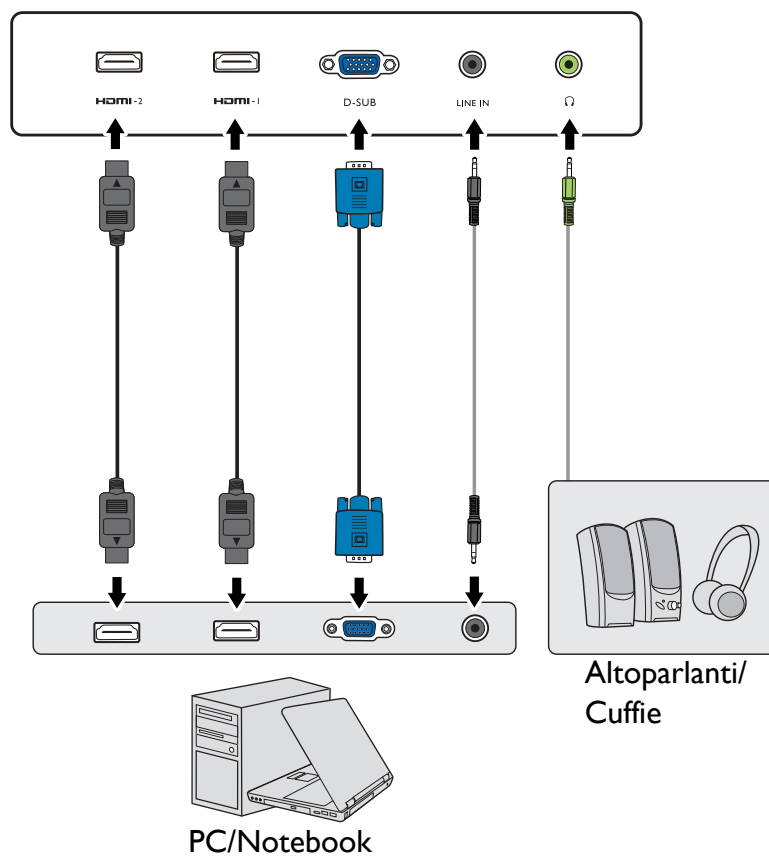 HDMI-2
HDMI-1
D-SUB
LINE IN
Altoparlanti/
Cuffie
PC/Notebook